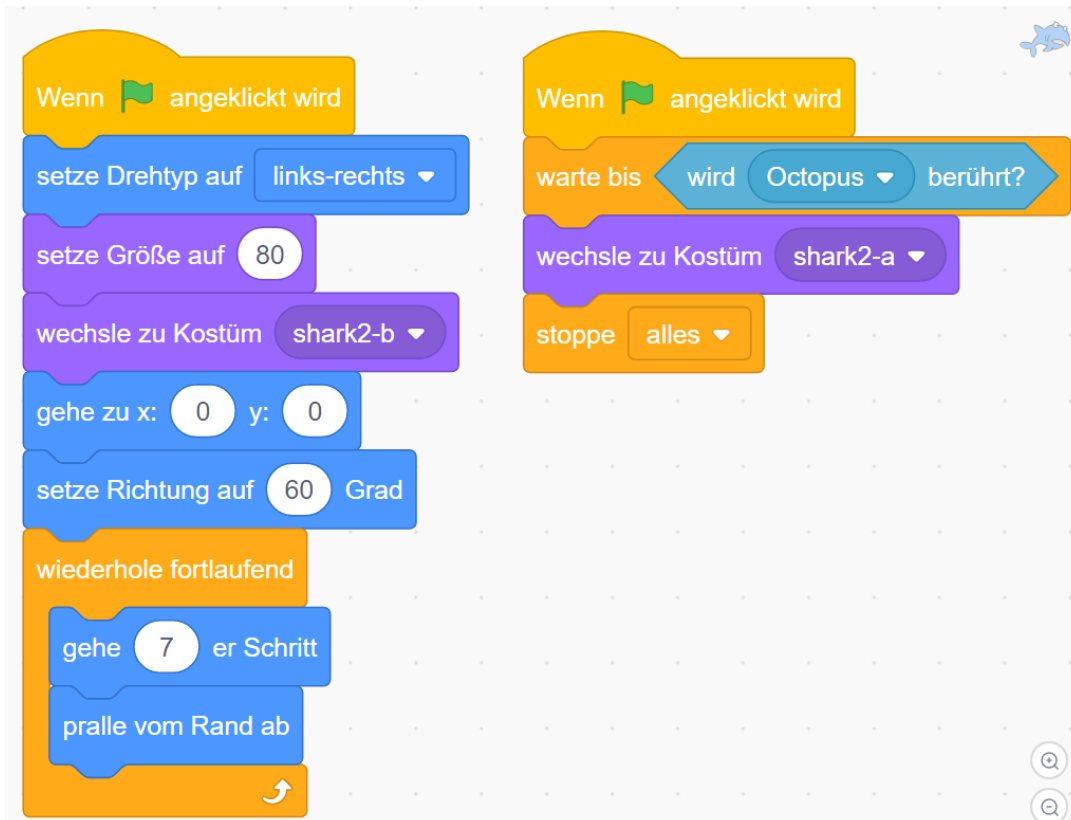 Wenn angeklickt wird
setze Drehtyp auf links-rechts
setze Größe auf 80
wechsle zu Kostüm shark2-b
gehe zu x: 0 y: 0
setze Richtung auf 60 Grad
wiederhole fortlaufend
gehe 7 er Schritt
pralle vom Rand ab
Wenn angeklickt wird
warte bis wird Octopus berührt?
wechsle zu Kostüm shark2-a
stoppe alles